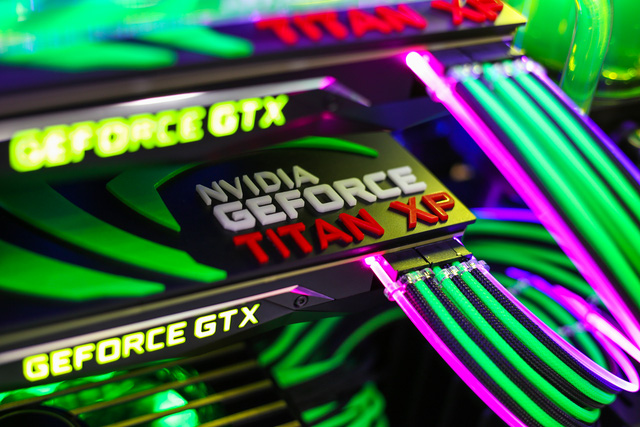 TITAN XP
GEFORCE GTX
NVIDIA
GEFORCE
TITAN XP
GEFORCE GTX